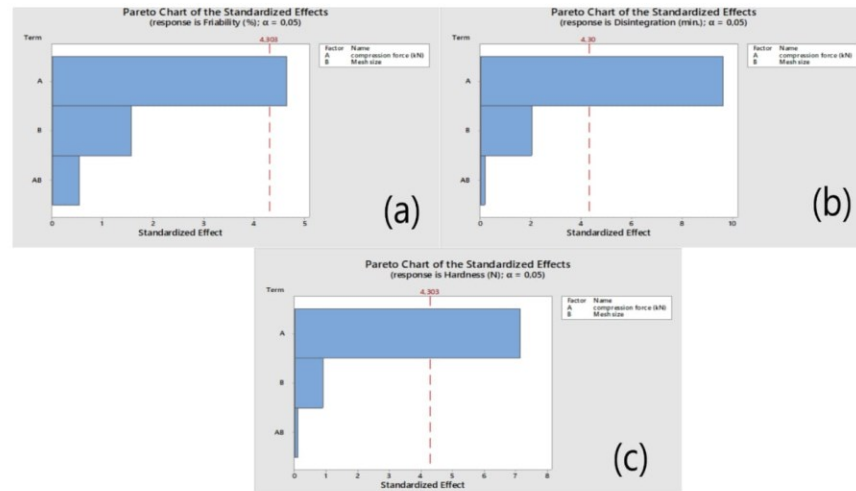 Pareto Chart of the Standardized Effects
(response is Friability (%); α = 0,05)
Term
4,303
Factor Name
A compression force (kN)
B Mesh size
A
B
AB
0 1 2 3 4 5
Standardized Effect
(a)
Pareto Chart of the Standardized Effects
(response is Disintegration (min.); α = 0,05)
Term
4,30
Factor Name
A compression force (kN)
B Mesh size
A
B
AB
0 2 4 6 8 10
Standardized Effect
(b)
Pareto Chart of the Standardized Effects
(response is Hardness (N); α = 0,05)
Term
4,303
Factor Name
A compression force (kN)
B Mesh size
A
B
AB
0 1 2 3 4 5 6 7 8
Standardized Effect
(c)